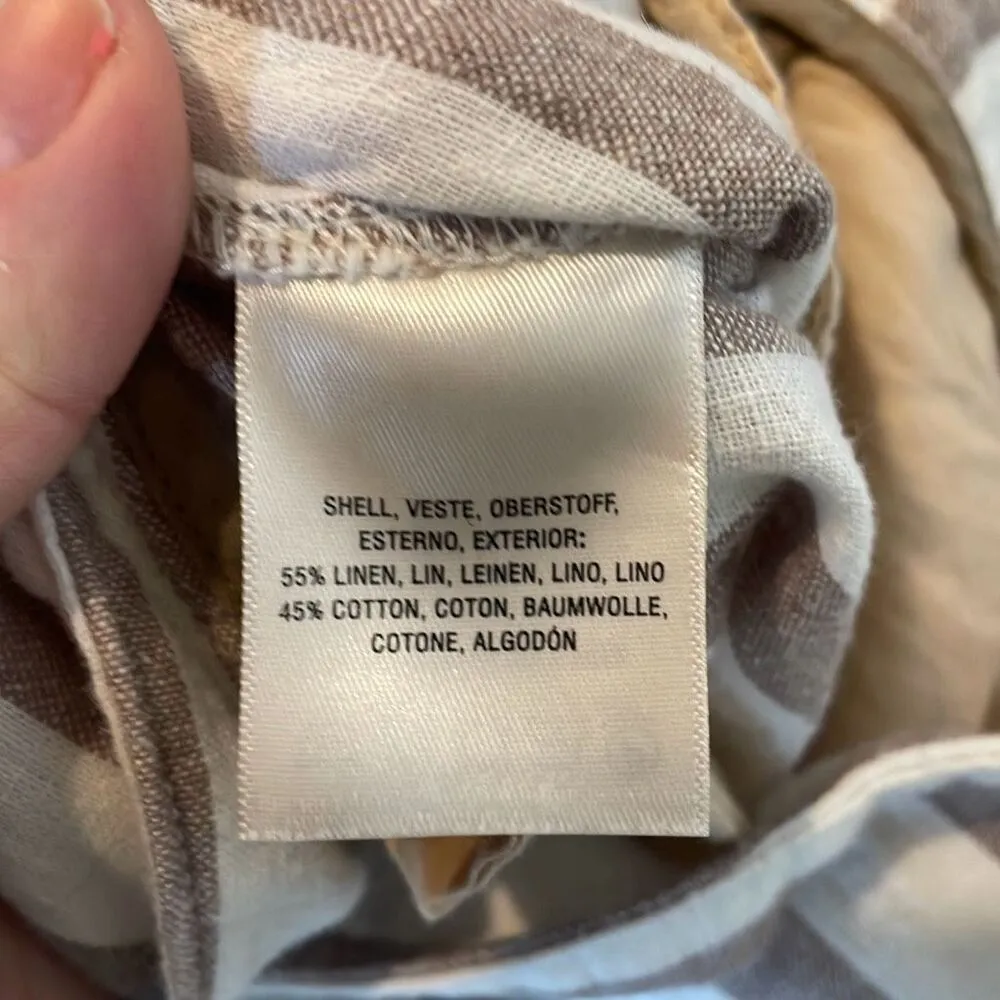 SHELL, VESTE, OBERSTOFF,
ESTERNO, EXTERIOR:
55% LINEN, LIN, LEINEN, LINO, LINO
45% COTTON, COTON, BAUMWOLLE,
COTONE, ALGODÓN